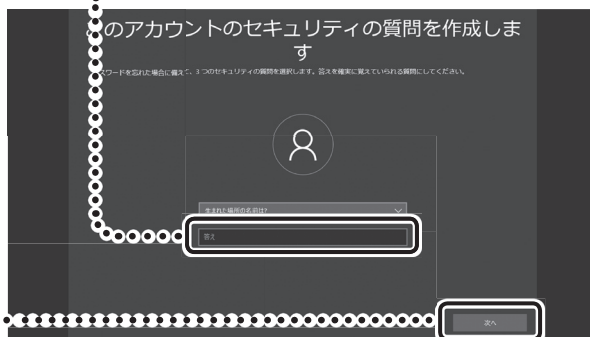 このアカウントのセキュリティの質問を作成しま
す
パスワードを忘れた場合に備えて、3 つのセキュリティの質問を選択します。答えを確実に覚えていられる質問にしてください。
生まれた場所の名前は?
答え
次へ